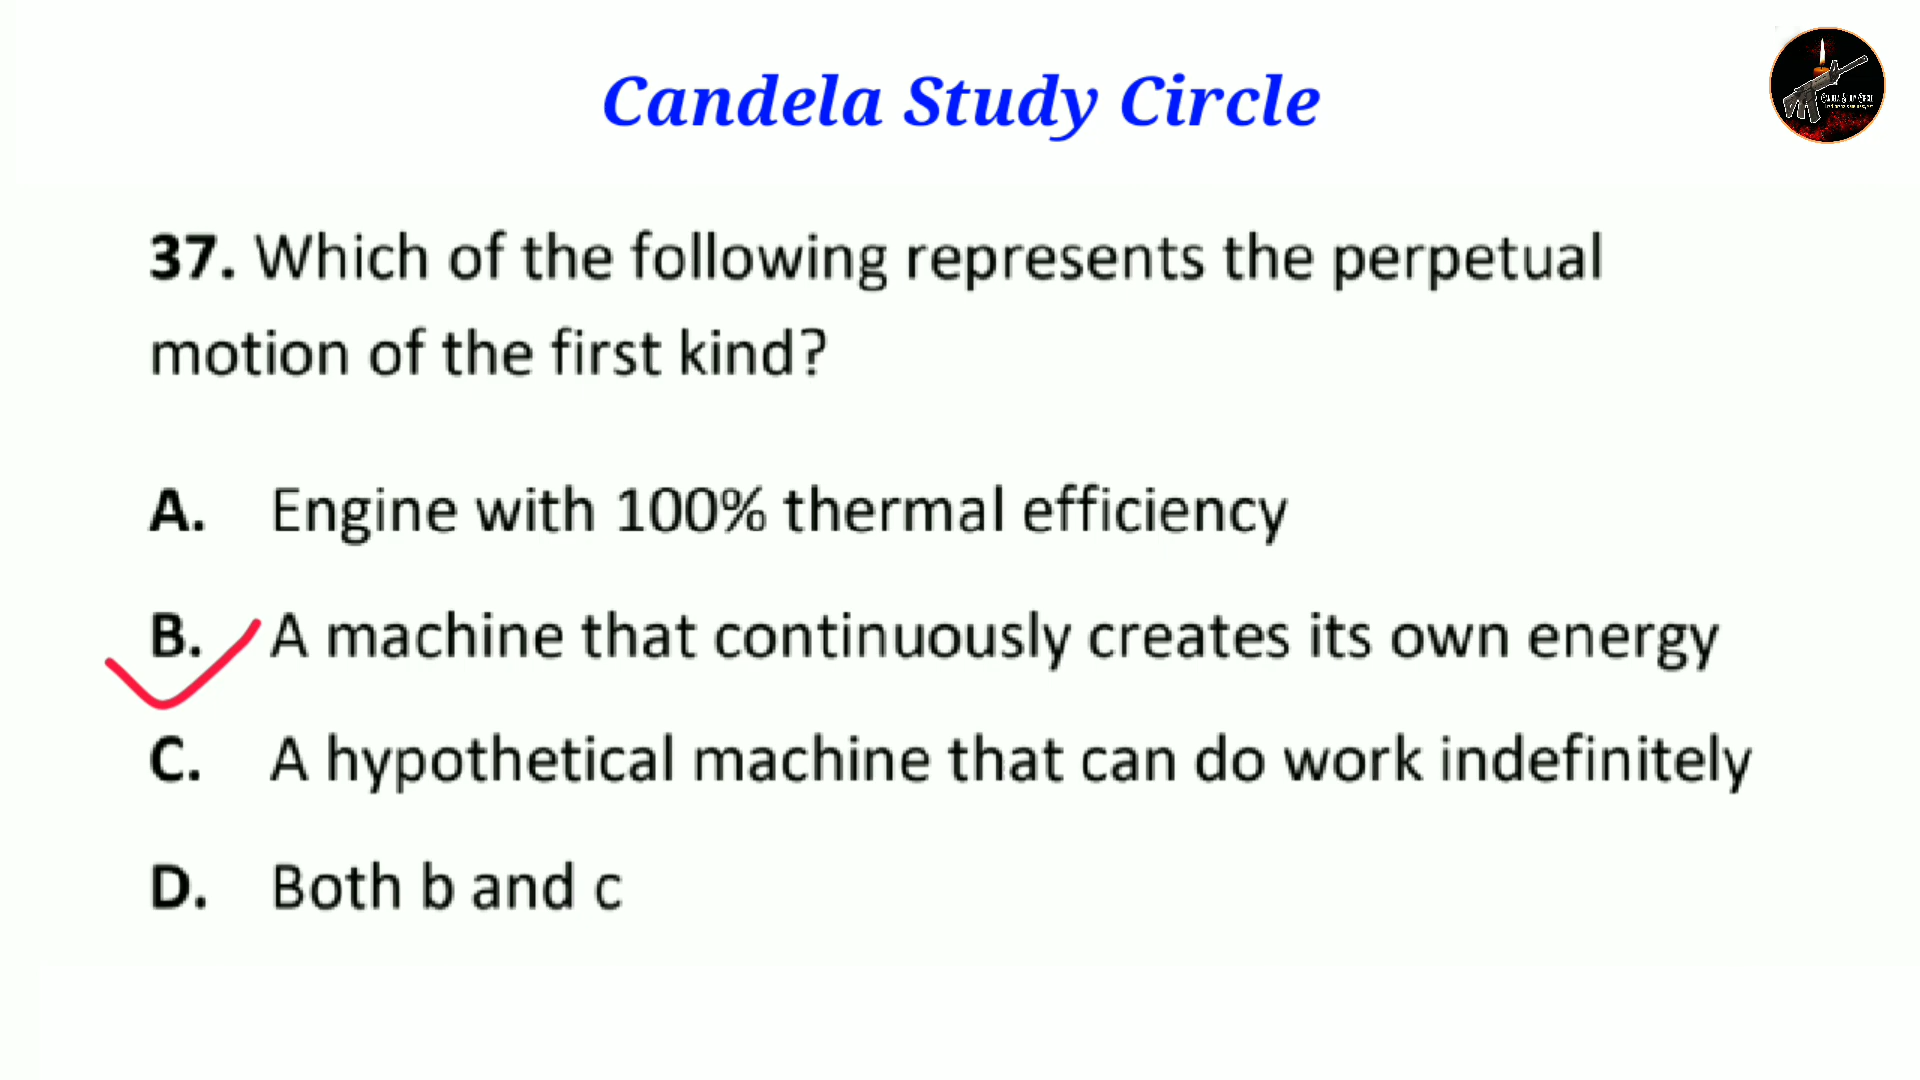 Candela Study Circle
37. Which of the following represents the perpetual
motion of the first kind?
A. Engine with 100% thermal efficiency
B. A machine that continuously creates its own energy
C. A hypothetical machine that can do work indefinitely
D. Both b and c